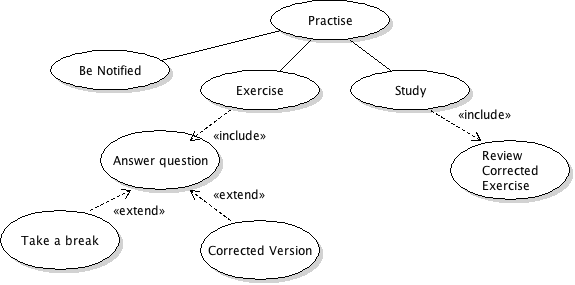 Practise
Be Notified
Exercise
Study
«include»
«include»
Answer question
Review
Corrected
Exercise
«extend»
«extend»
Take a break
Corrected Version